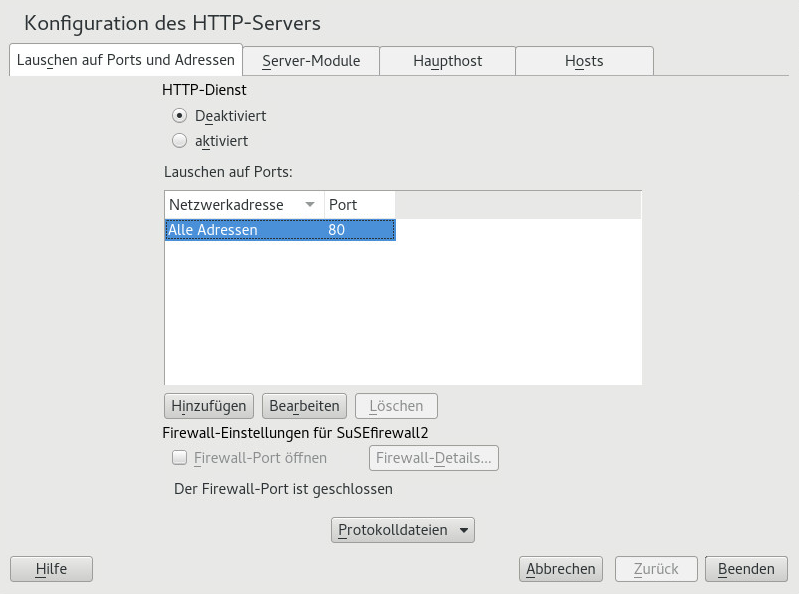 Konfiguration des HTTP-Servers
Lauschen auf Ports und Adressen Server-Module Haupthost Hosts
HTTP-Dienst
Deaktiviert
aktiviert
Lauschen auf Ports:
Netzwerkadresse Port
Alle Adressen 80
Hinzufügen Bearbeiten Löschen
Firewall-Einstellungen für SuSEfirewall2
Firewall-Port öffnen Firewall-Details...
Der Firewall-Port ist geschlossen
Protokolldateien
Hilfe Abbrechen Zurück Beenden